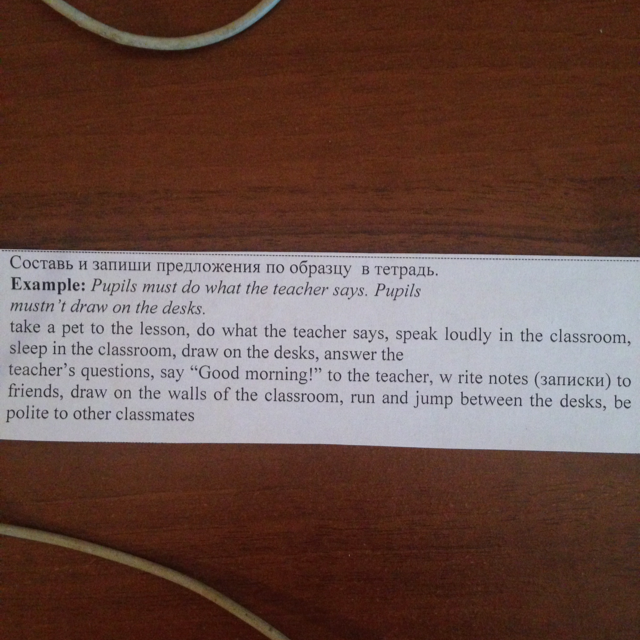 Составь и запиши предложения по образцу в тетрадь.
Example: Pupils must do what the teacher says. Pupils
mustn't draw on the desks.
take a pet to the lesson, do what the teacher says, speak loudly in the classroom,
sleep in the classroom, draw on the desks, answer the
teacher's questions, say “Good morning!” to the teacher, w rite notes (записки) to
friends, draw on the walls of the classroom, run and jump between the desks, be
polite to other classmates